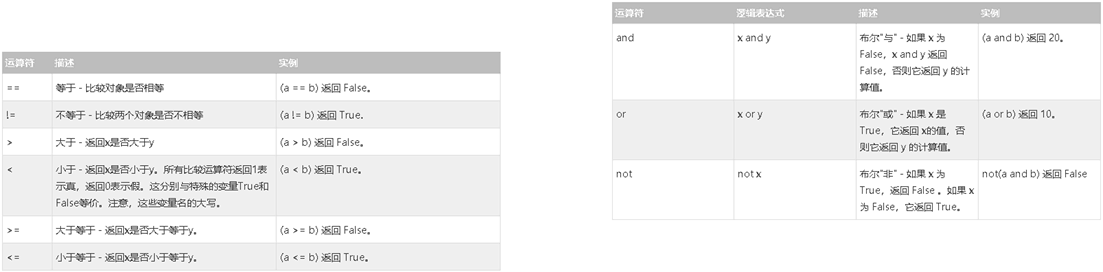 运算符 描述 实例
== 等于 - 比较对象是否相等 (a == b) 返回 False。
!= 不等于 - 比较两个对象是否不相等 (a != b) 返回 True.
> 大于 - 返回x是否大于y (a > b) 返回 False。
< 小于 - 返回x是否小于y。所有比较运算符返回1表 (a < b) 返回 True。
示真，返回0表示假。这分别与特殊的变量True和
False等价。注意，这些变量名的大写。
>= 大于等于 - 返回x是否大于等于y。 (a >= b) 返回 False。
<= 小于等于 - 返回x是否小于等于y。 (a <= b) 返回 True。
运算符 逻辑表达式 描述 实例
and x and y 布尔"与" - 如果 x 为 (a and b) 返回 20。
False，x and y 返回
False，否则它返回 y 的计
算值。
or x or y 布尔"或" - 如果 x 是 (a or b) 返回 10。
True，它返回 x的值，否
则它返回 y 的计算值。
not not x 布尔"非" - 如果 x 为 not(a and b) 返回 False
True，返回 False 。如果 x
为 False，它返回 True。